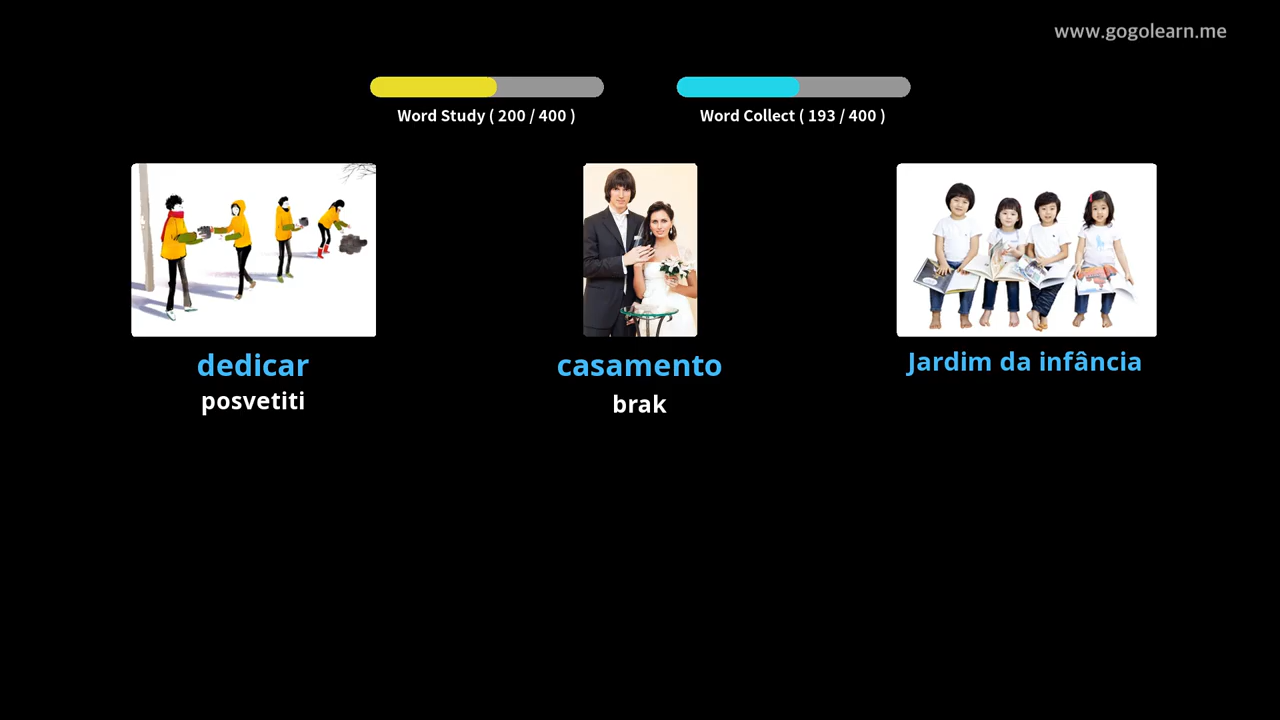 www.gogolearn.me
Word Study ( 200 / 400 )
Word Collect ( 193 / 400 )
dedicar
posvetiti
casamento
brak
Jardim da infância